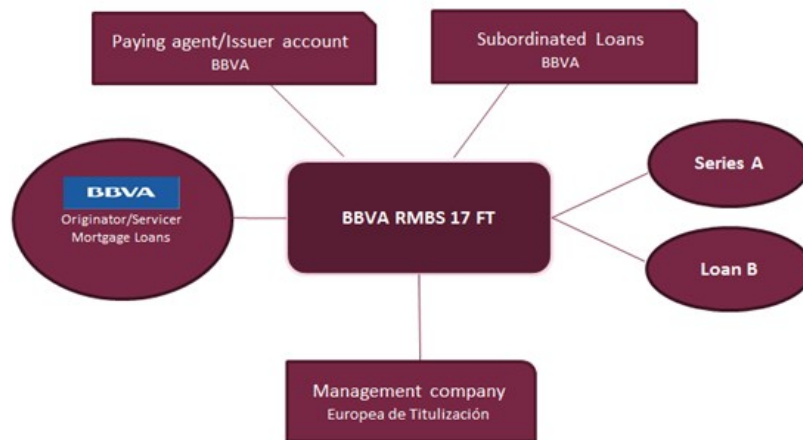 Paying agent/Issuer account
BBVA
Subordinated Loans
BBVA
BBVA
Originator/Servicer
Mortgage Loans
BBVA RMBS 17 FT
Series A
Loan B
Management company
Europea de Titulización